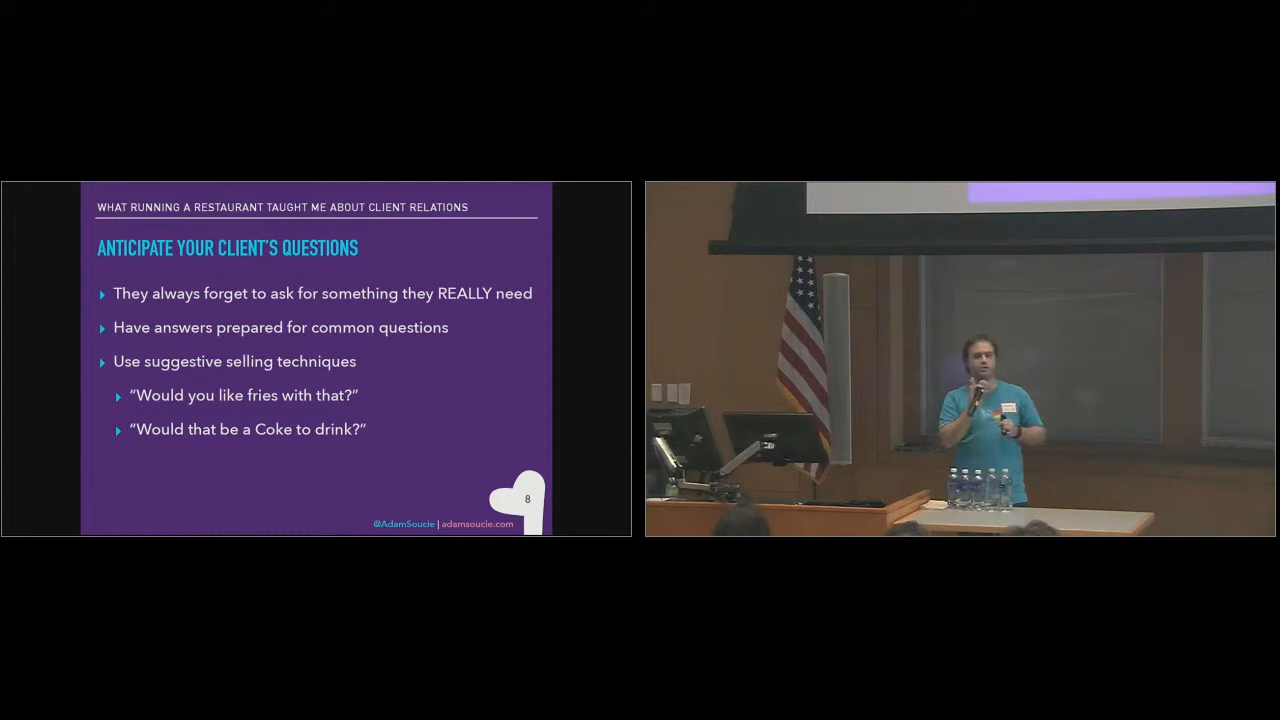 WHAT RUNNING A RESTAURANT TAUGHT ME ABOUT CLIENT RELATIONS
ANTICIPATE YOUR CLIENT'S QUESTIONS
They always forget to ask for something they REALLY need
Have answers prepared for common questions
Use suggestive selling techniques
“Would you like fries with that?”
“Would that be a Coke to drink?”
8
@AdamSoucie | adamsoucie.com